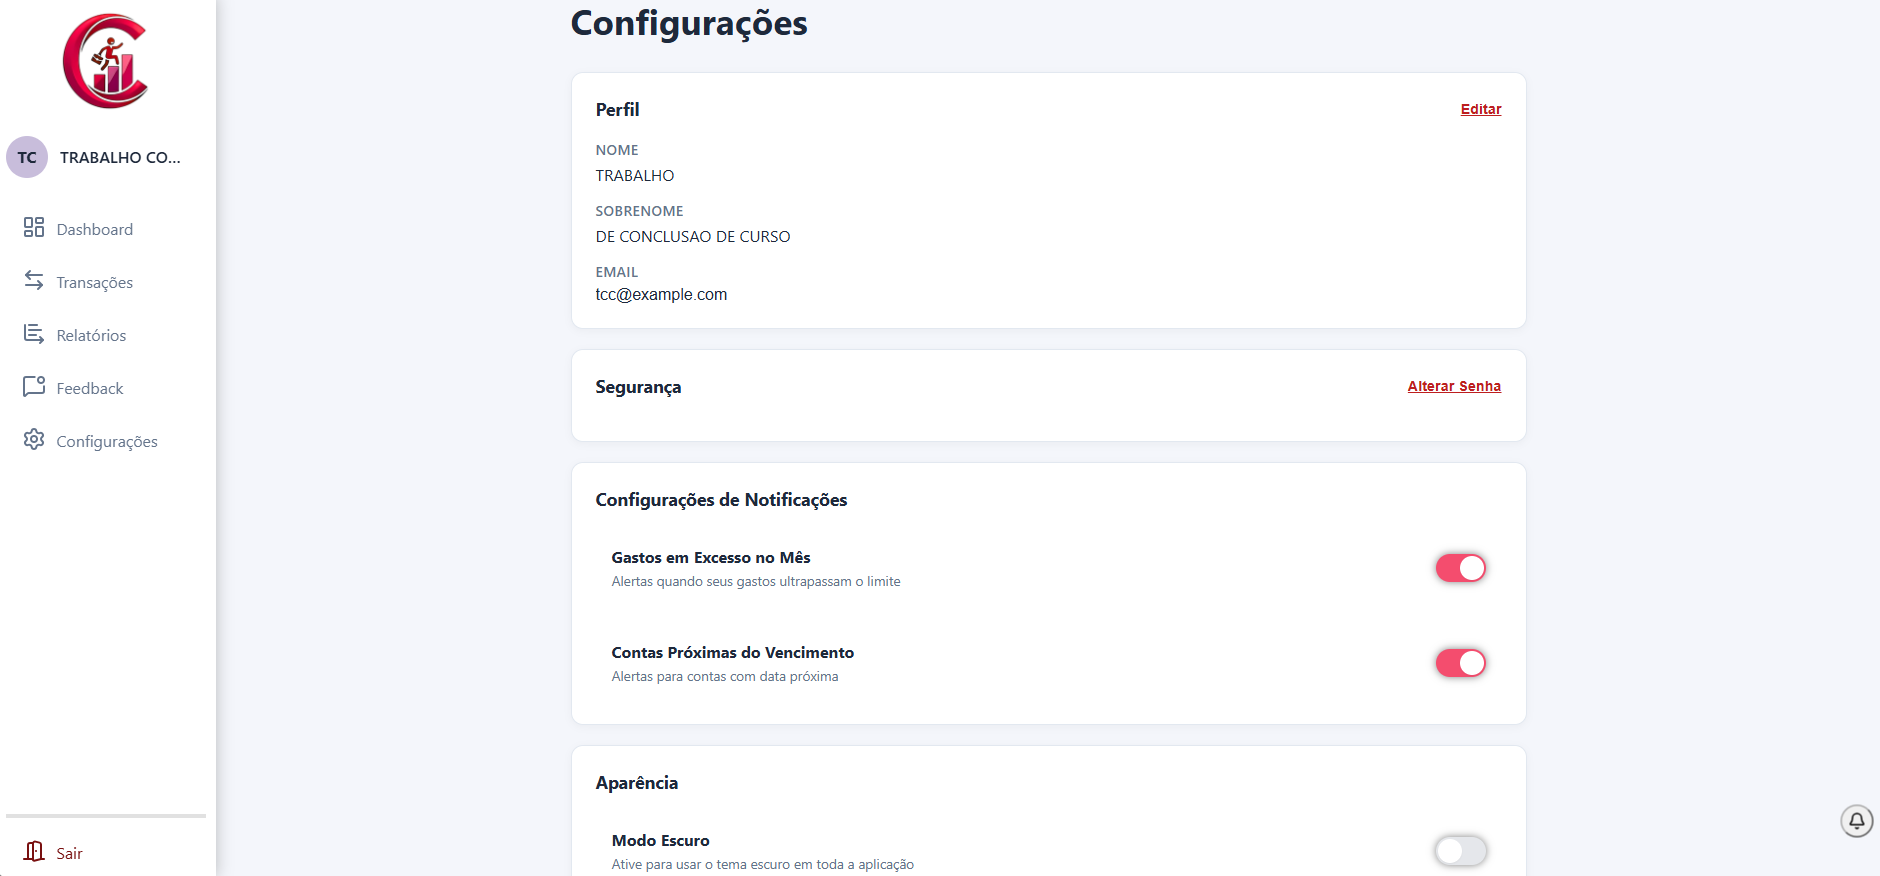 TC
TRABALHO CO...
Dashboard
Transações
Relatórios
Feedback
Configurações
Sair
Configurações
Perfil
Editar
NOME
TRABALHO
SOBRENOME
DE CONCLUSAO DE CURSO
EMAIL
tcc@example.com
Segurança
Alterar Senha
Configurações de Notificações
Gastos em Excesso no Mês
Alertas quando seus gastos ultrapassam o limite
Contas Próximas do Vencimento
Alertas para contas com data próxima
Aparência
Modo Escuro
Ative para usar o tema escuro em toda a aplicação